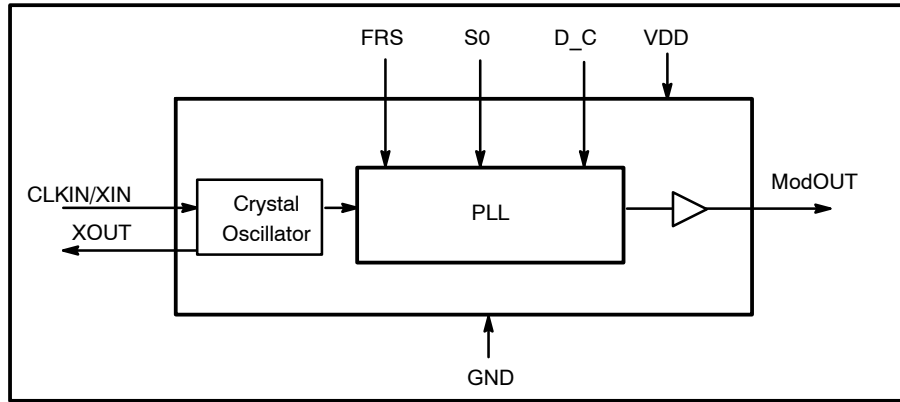 FRS S0 D_C VDD
CLKIN/XIN
XOUT
Crystal
Oscillator
PLL
ModOUT
GND